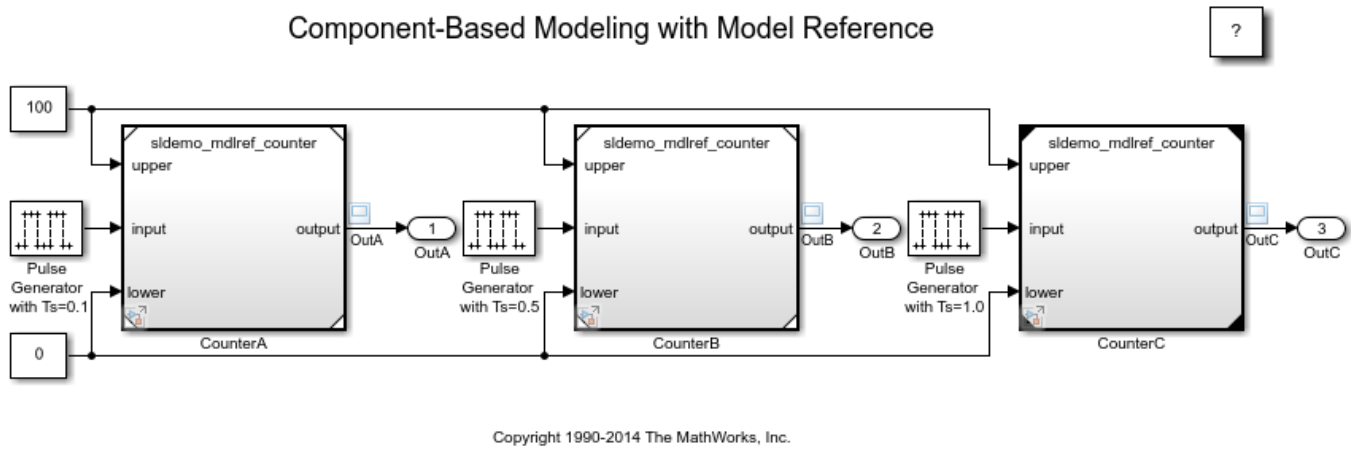 Component-Based Modeling with Model Reference
?
100
sldemo_mdlref_counter
upper
input
output
lower
CounterA
Pulse
Generator
with Ts=0.1
0
OutA
1
OutA
sldemo_mdlref_counter
upper
input
output
lower
CounterB
Pulse
Generator
with Ts=0.5
OutB
2
OutB
sldemo_mdlref_counter
upper
input
output
lower
CounterC
Pulse
Generator
with Ts=1.0
OutC
3
OutC
Copyright 1990-2014 The MathWorks, Inc.